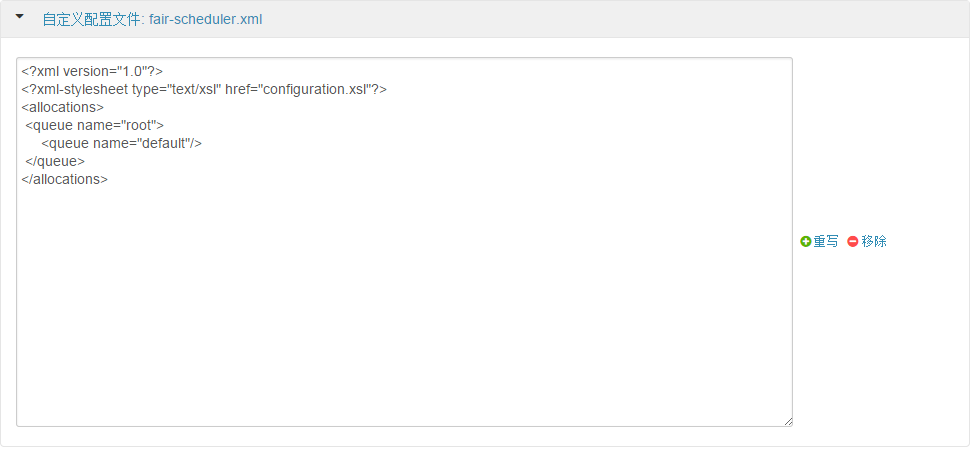 自定义配置文件: fair-scheduler.xml
<?xml version="1.0"?>
<?xml-stylesheet type="text/xsl" href="configuration.xsl"?>
<allocations>
<queue name="root">
<queue name="default"/>
</queue>
</allocations>
重写 移除